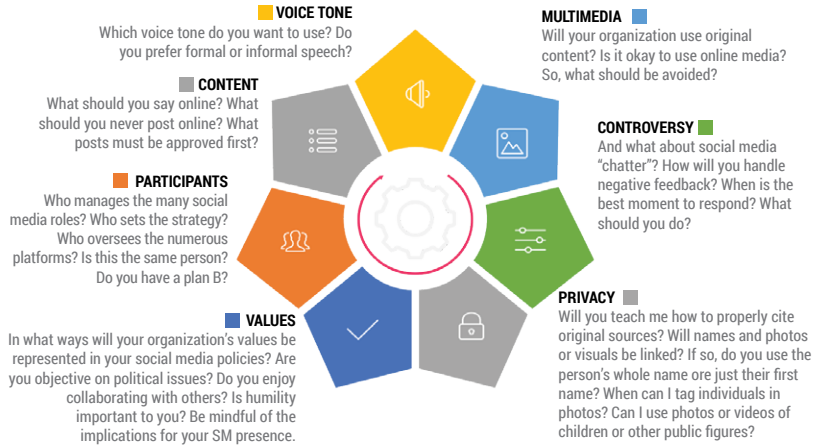 VOICE TONE
Which voice tone do you want to use? Do
you prefer formal or informal speech?
MULTIMEDIA
Will your organization use original
content? Is it okay to use online media?
So, what should be avoided?
CONTENT
What should you say online? What
should you never post online? What
posts must be approved first?
CONTROVERSY
And what about social media
“chatter”? How will you handle
negative feedback? When is the
best moment to respond? What
should you do?
PARTICIPANTS
Who manages the many social
media roles? Who sets the strategy?
Who oversees the numerous
platforms? Is this the same person?
Do you have a plan B?
PRIVACY
Will you teach me how to properly cite
original sources? Will names and photos
or visuals be linked? If so, do you use the
person’s whole name ore just their first
name? When can I tag individuals in
photos? Can I use photos or videos of
children or other public figures?
VALUES
In what ways will your organization’s values be
represented in your social media policies? Are
you objective on political issues? Do you enjoy
collaborating with others? Is humility
important to you? Be mindful of the
implications for your SM presence.